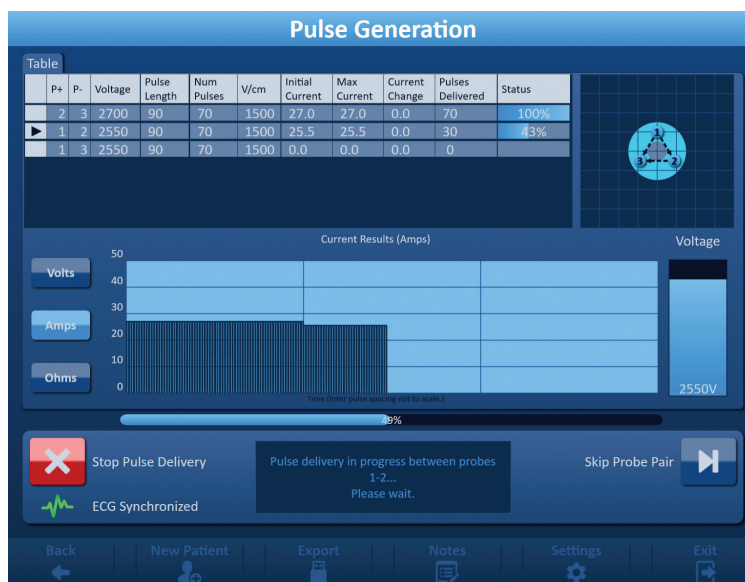 Pulse Generation
Table
P+ P- Voltage Pulse Length Num Pulses V/cm Initial Current Max Current Current Change Pulses Delivered Status
2 3 2700 90 70 1500 27.0 27.0 0.0 70 100%
1 2 2550 90 70 1500 25.5 25.5 0.0 30 43%
1 3 2550 90 70 1500 0.0 0.0 0.0 0
1
3 2
Current Results (Amps)
Voltage
Volts
Amps
Ohms
50
40
30
20
10
0
Time (Inter pulse spacing not to scale.)
2550V
49%
Stop Pulse Delivery
ECG Synchronized
Pulse delivery in progress between probes
1-2...
Please wait.
Skip Probe Pair
Back New Patient Export Notes Settings Exit